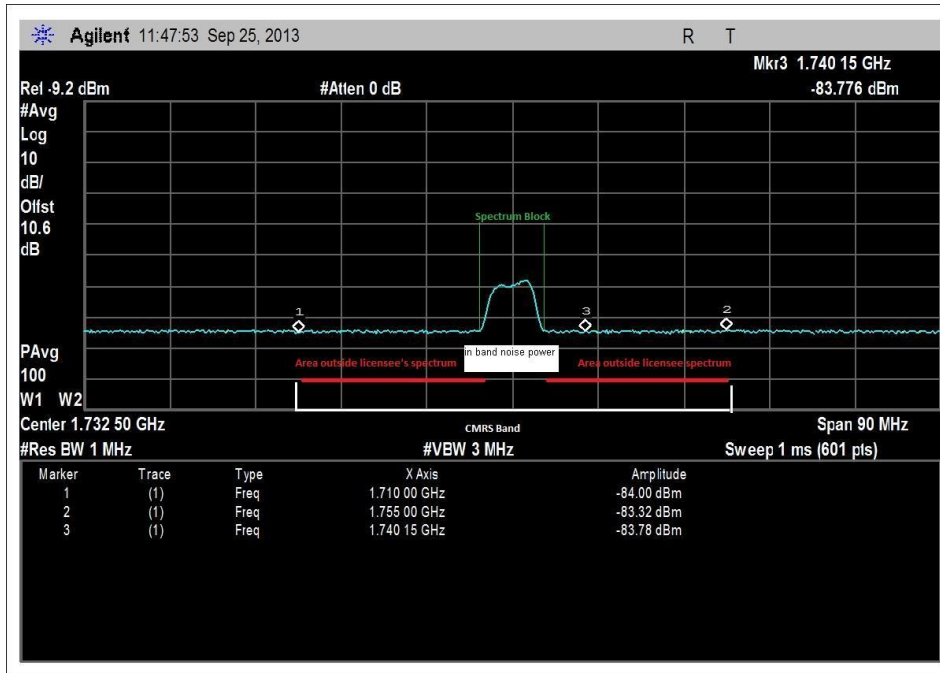 Agilent 11:47:53 Sep 25, 2013 R T
Mkr3 1.740 15 GHz
Rel -9.2 dBm #Atten 0 dB -83.776 dBm
#Avg
Log
10
dB/
Offst
10.6
dB
Spectrum Block
1 3 2
PAvg
100
W1 W2
in band noise power
Area outside licensee's spectrum Area outside licensee spectrum
Center 1.732 50 GHz CMRS Band Span 90 MHz
#Res BW 1 MHz #VBW 3 MHz Sweep 1 ms (601 pts)
Marker Trace Type X Axis Amplitude
1 (1) Freq 1.710 00 GHz -84.00 dBm
2 (1) Freq 1.755 00 GHz -83.32 dBm
3 (1) Freq 1.740 15 GHz -83.78 dBm